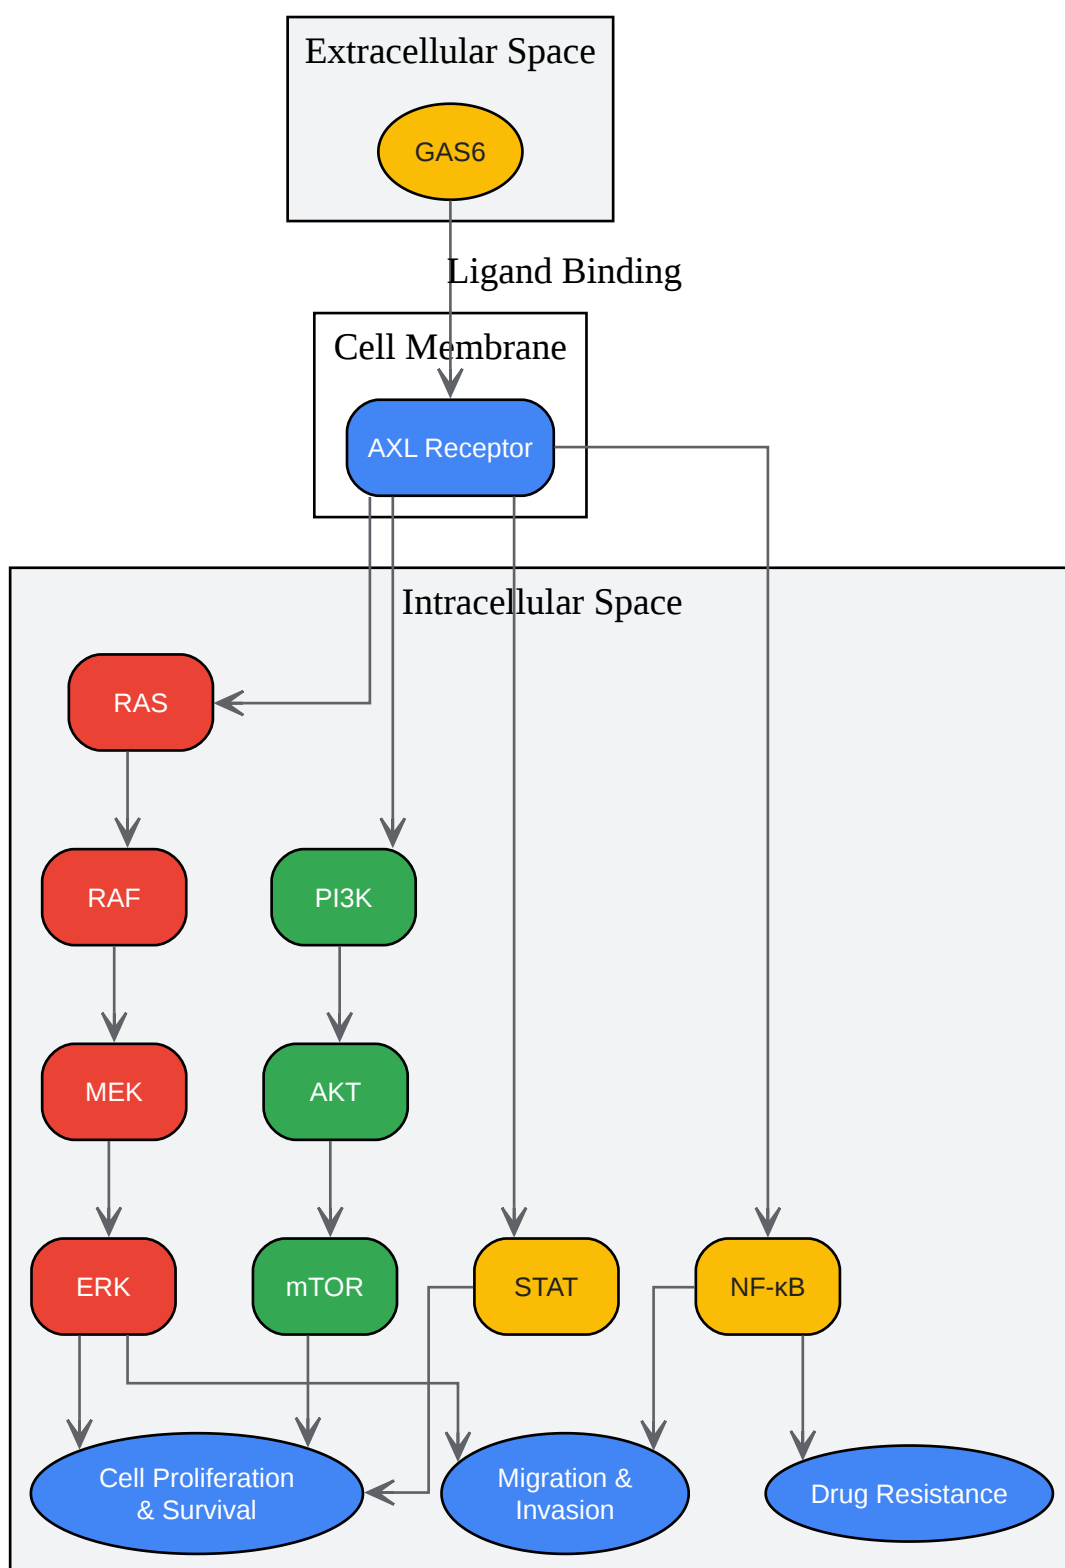 Extracellular Space
GAS6
Ligand Binding
Cell Membrane
AXL Receptor
Intracellular Space
RAS
RAF
PI3K
MEK
AKT
ERK
mTOR
STAT
NF-κB
Cell Proliferation
& Survival
Migration &
Invasion
Drug Resistance